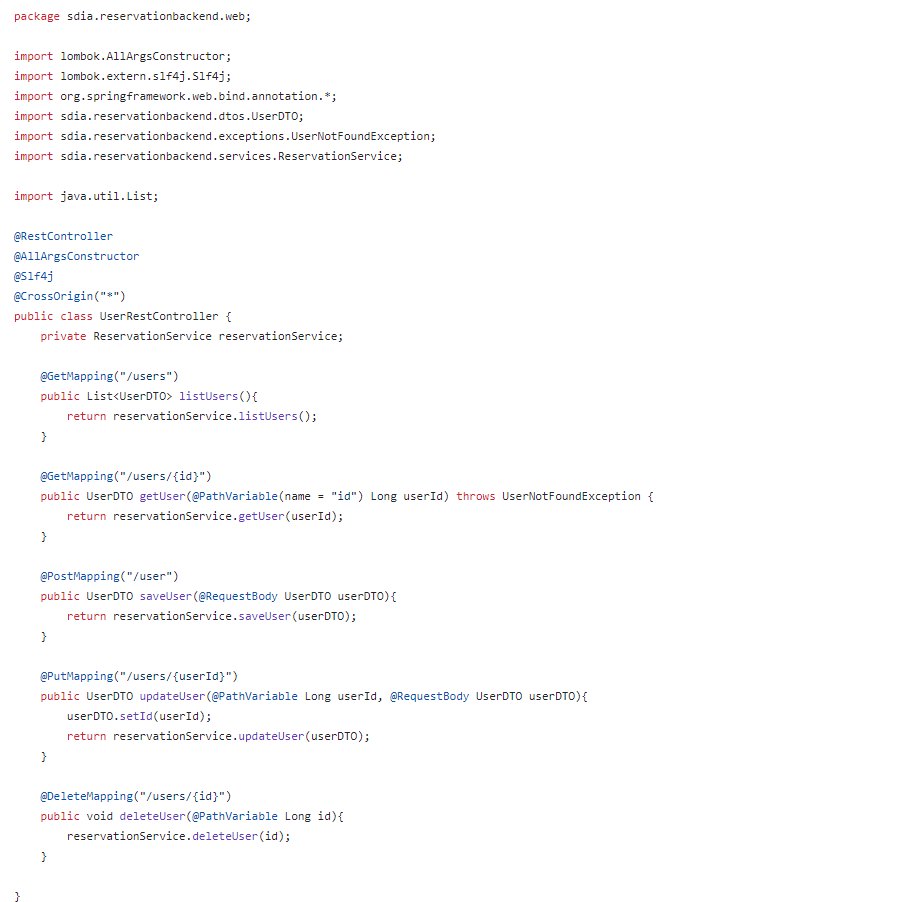 package sdia.reservationbackend.web;

import lombok.AllArgsConstructor;
import lombok.extern.slf4j.Slf4j;
import org.springframework.web.bind.annotation.*;
import sdia.reservationbackend.dtos.UserDTO;
import sdia.reservationbackend.exceptions.UserNotFoundException;
import sdia.reservationbackend.services.ReservationService;

import java.util.List;

@RestController
@AllArgsConstructor
@Slf4j
@CrossOrigin("*")
public class UserRestController {
    private ReservationService reservationService;

    @GetMapping("/users")
    public List<UserDTO> listUsers(){
        return reservationService.listUsers();
    }

    @GetMapping("/users/{id}")
    public UserDTO getUser(@PathVariable(name = "id") Long userId) throws UserNotFoundException {
        return reservationService.getUser(userId);
    }

    @PostMapping("/user")
    public UserDTO saveUser(@RequestBody UserDTO userDTO){
        return reservationService.saveUser(userDTO);
    }

    @PutMapping("/users/{userId}")
    public UserDTO updateUser(@PathVariable Long userId, @RequestBody UserDTO userDTO){
        userDTO.setId(userId);
        return reservationService.updateUser(userDTO);
    }

    @DeleteMapping("/users/{id}")
    public void deleteUser(@PathVariable Long id){
        reservationService.deleteUser(id);
    }

}